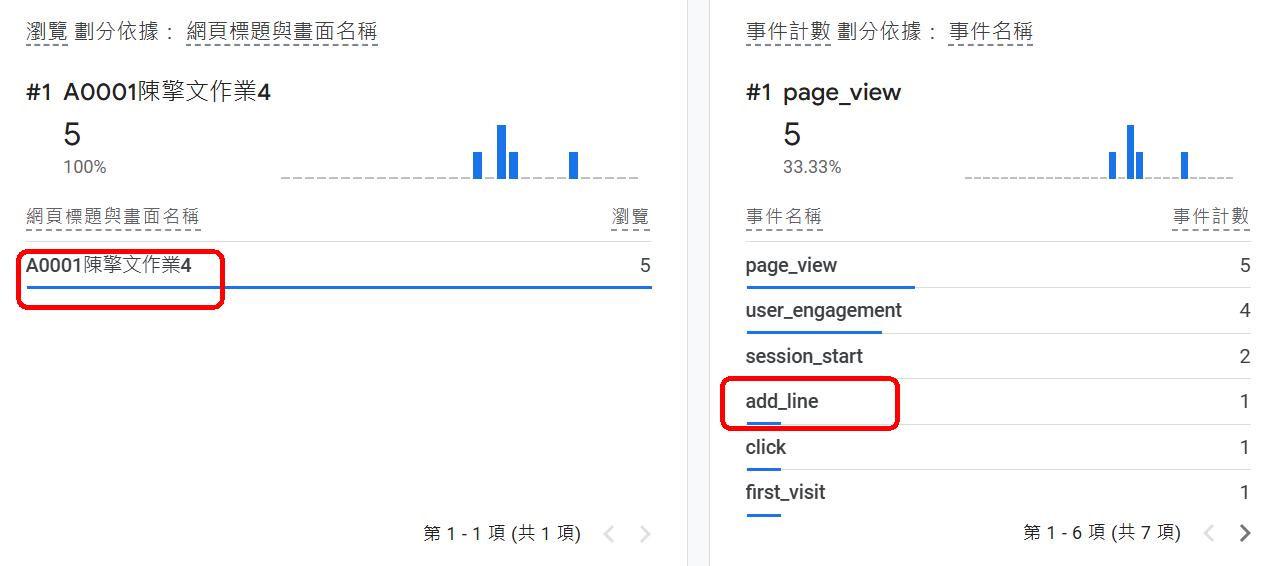 瀏覽 劃分依據： 網頁標題與畫面名稱
#1 A0001陳擎文作業4
5
100%
網頁標題與畫面名稱 瀏覽
A0001陳擎文作業4 5
第 1 - 1 項 (共 1 項)
事件計數 劃分依據： 事件名稱
#1 page_view
5
33.33%
事件名稱 事件計數
page_view 5
user_engagement 4
session_start 2
add_line 1
click 1
first_visit 1
第 1 - 6 項 (共 7 項)